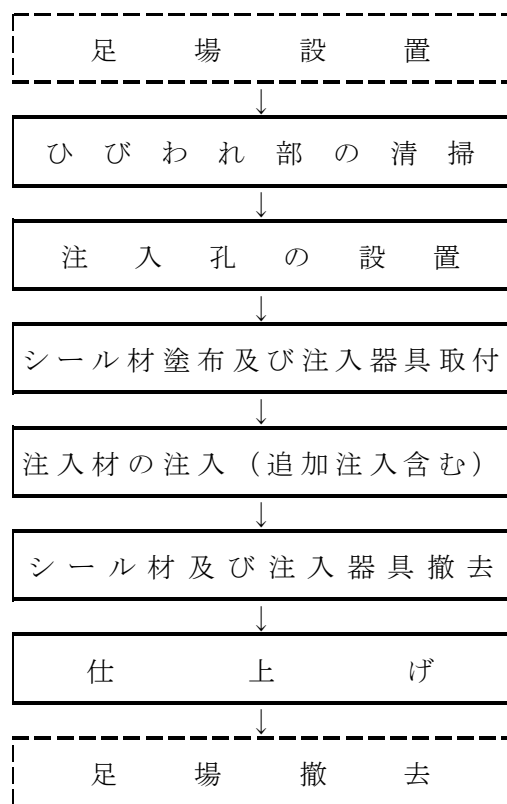 足場設置
↓
ひびわれ部の清掃
↓
注入孔の設置
↓
シール材塗布及び注入器具取付
↓
注入材の注入（追加注入含む）
↓
シール材及び注入器具撤去
↓
仕上げ
↓
足場撤去